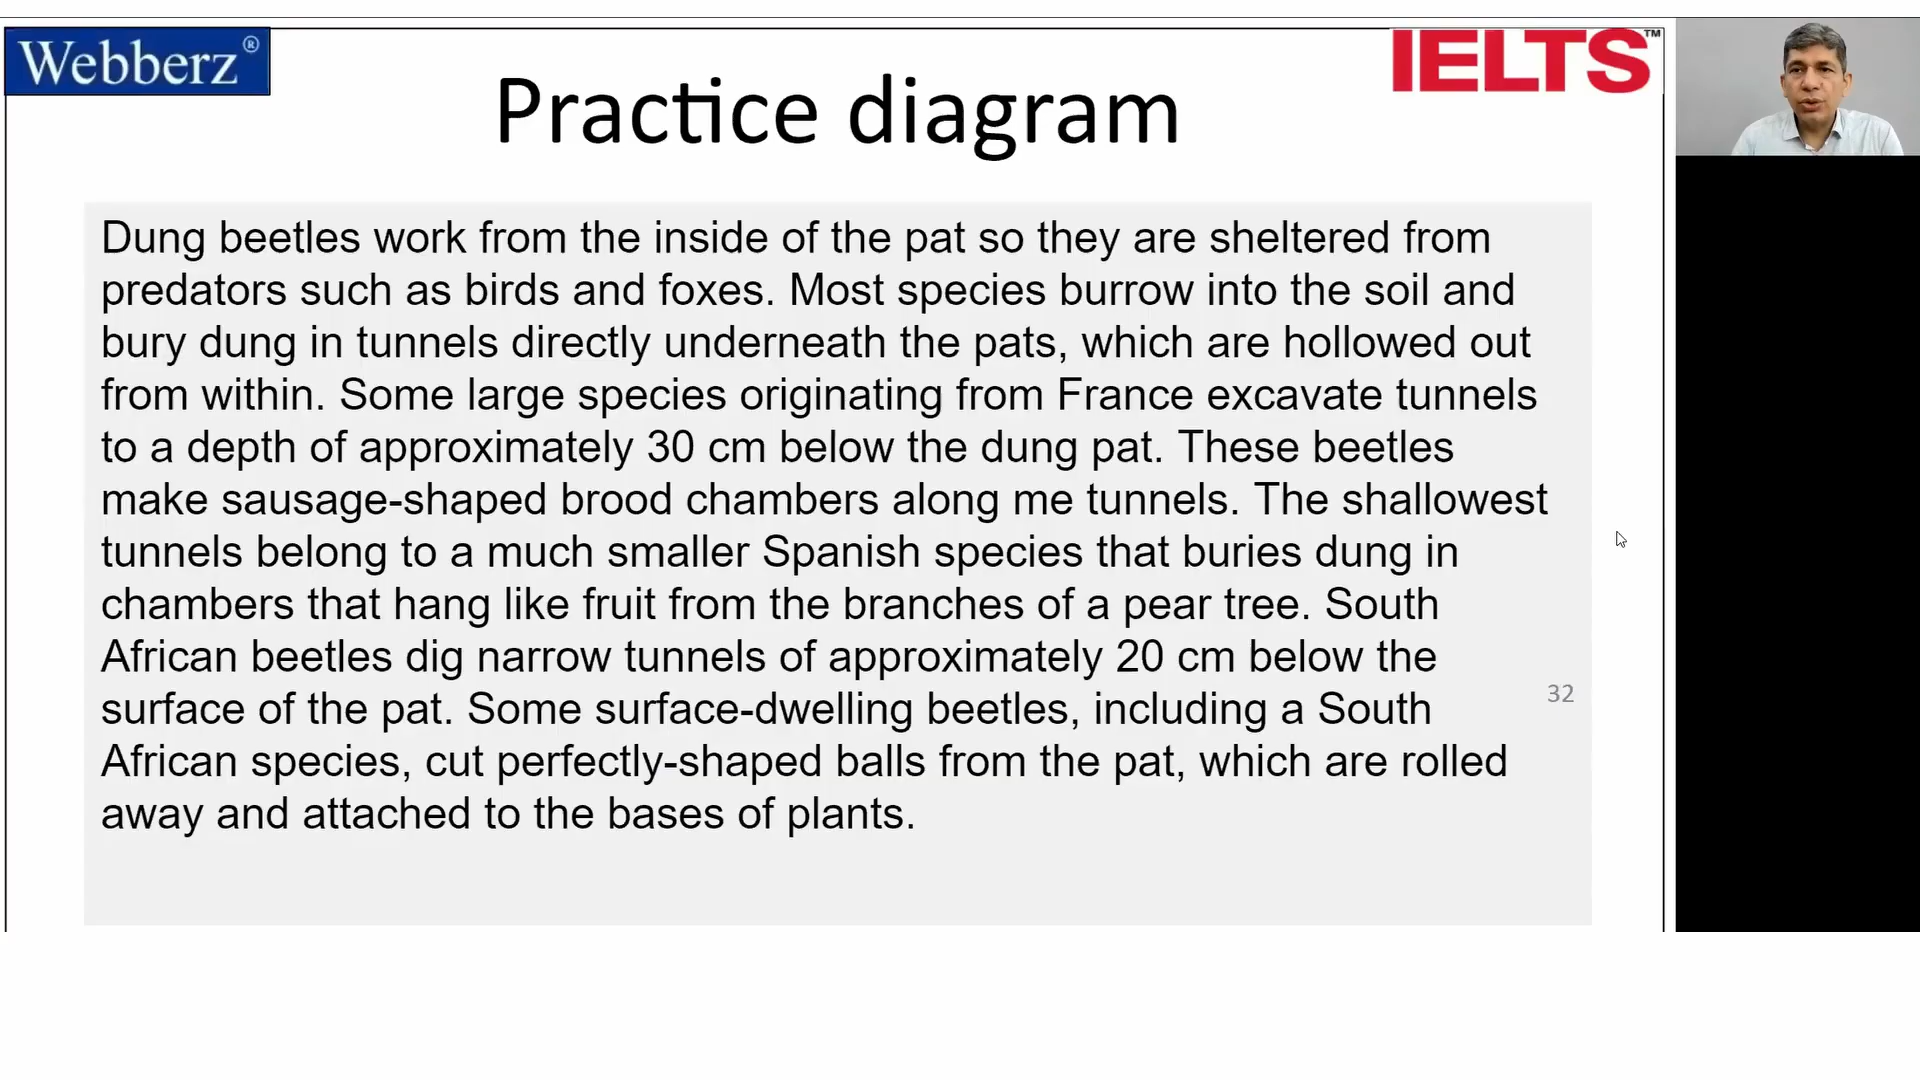 Webberz®
IELTS™
Practice diagram
Dung beetles work from the inside of the pat so they are sheltered from
predators such as birds and foxes. Most species burrow into the soil and
bury dung in tunnels directly underneath the pats, which are hollowed out
from within. Some large species originating from France excavate tunnels
to a depth of approximately 30 cm below the dung pat. These beetles
make sausage-shaped brood chambers along me tunnels. The shallowest
tunnels belong to a much smaller Spanish species that buries dung in
chambers that hang like fruit from the branches of a pear tree. South
African beetles dig narrow tunnels of approximately 20 cm below the
surface of the pat. Some surface-dwelling beetles, including a South
African species, cut perfectly-shaped balls from the pat, which are rolled
away and attached to the bases of plants.
32